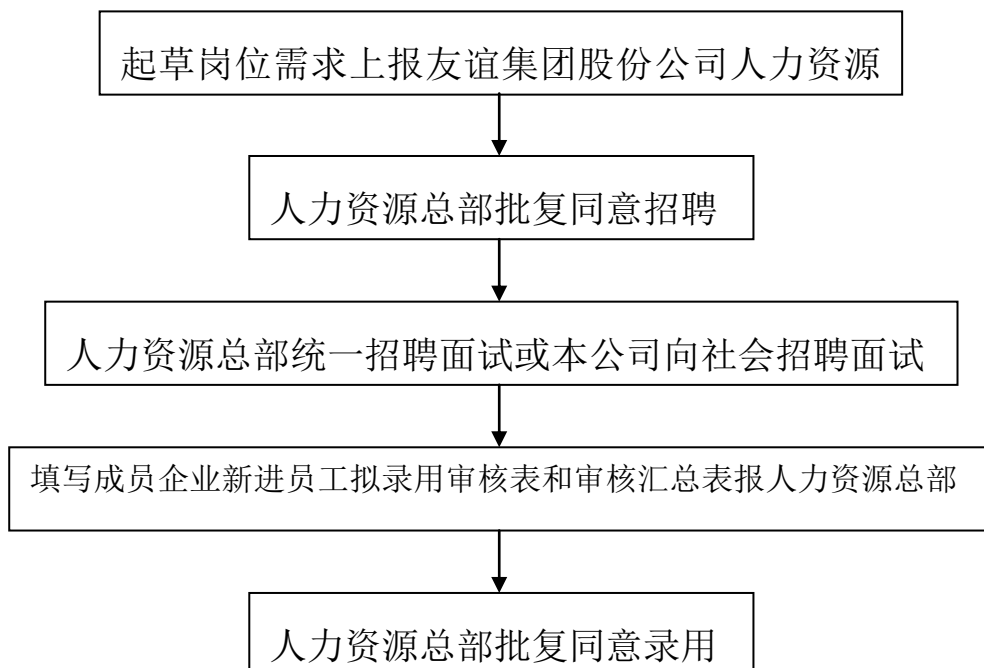 起草岗位需求上报友谊集团股份公司人力资源
人力资源总部批复同意招聘
人力资源总部统一招聘面试或本公司向社会招聘面试
填写成员企业新进员工拟录用审核表和审核汇总表报人力资源总部
人力资源总部批复同意录用